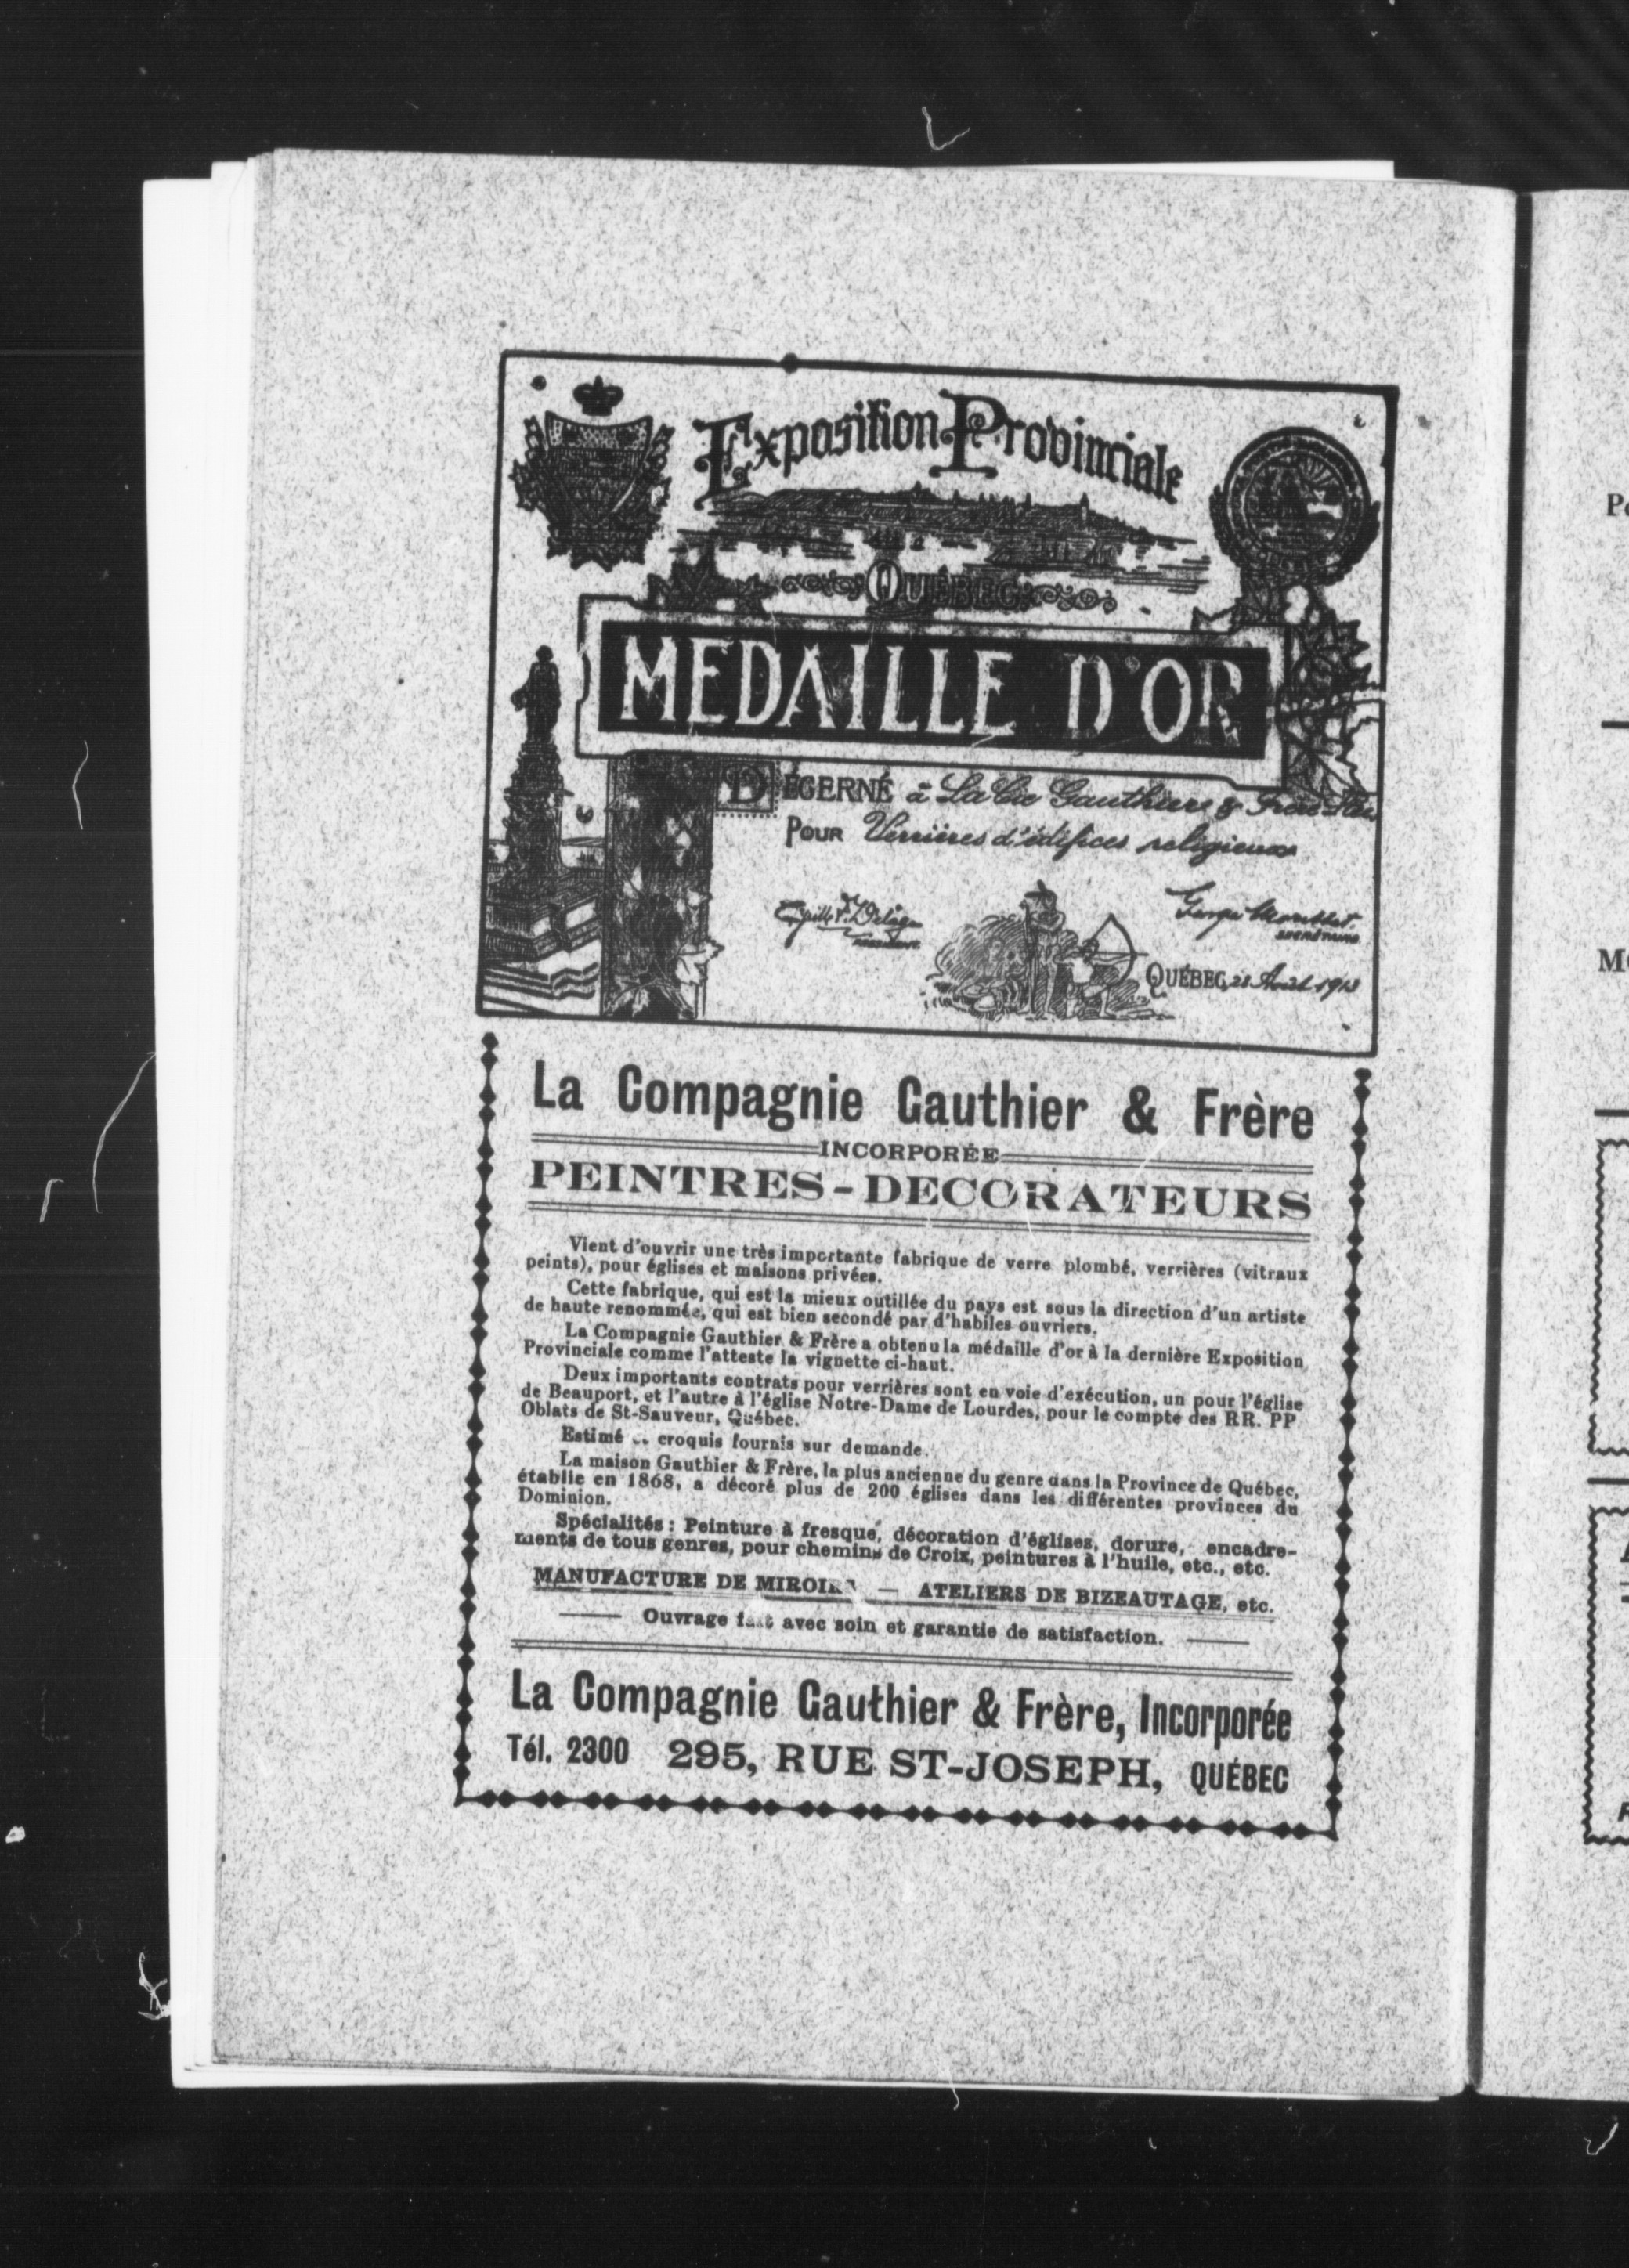 Exposition Provinciale
QUÉBEC
MEDAILLE D'OR
DÉCERNÉ à La Cie Gauthier & Frère
POUR Verrières d'édifices religieux
PRÉSIDENT
SECRÉTAIRE
QUÉBEC, 28 Août 1913
La Compagnie Gauthier & Frère
INCORPORÉE
PEINTRES-DECORATEURS
Vient d'ouvrir une très importante fabrique de verre plombé, verrières (vitraux
peints), pour églises et maisons privées.
Cette fabrique, qui est la mieux outillée du pays est sous la direction d'un artiste
de haute renommée, qui est bien secondé par d'habiles ouvriers.
La Compagnie Gauthier & Frère a obtenu la médaille d'or à la dernière Exposition
Provinciale comme l'atteste la vignette ci-haut.
Deux importants contrats pour verrières sont en voie d'exécution, un pour l'église
de Beauport, et l'autre à l'église Notre-Dame de Lourdes, pour le compte des RR. PP
Oblats de St-Sauveur, Québec.
Estimé croquis fournis sur demande.
La maison Gauthier & Frère, la plus ancienne du genre dans la Province de Québec,
établie en 1868, a décoré plus de 200 églises dans les différentes provinces du
Dominion.
Spécialités : Peinture à fresque, décoration d'églises, dorure, encadre-
ments de tous genres, pour chemins de Croix, peintures à l'huile, etc., etc.
MANUFACTURE DE MIROIRS — ATELIERS DE BIZEAUTAGE, etc.
Ouvrage fait avec soin et garantie de satisfaction.
La Compagnie Gauthier & Frère, Incorporée
Tél. 2300 295, RUE ST-JOSEPH, QUÉBEC